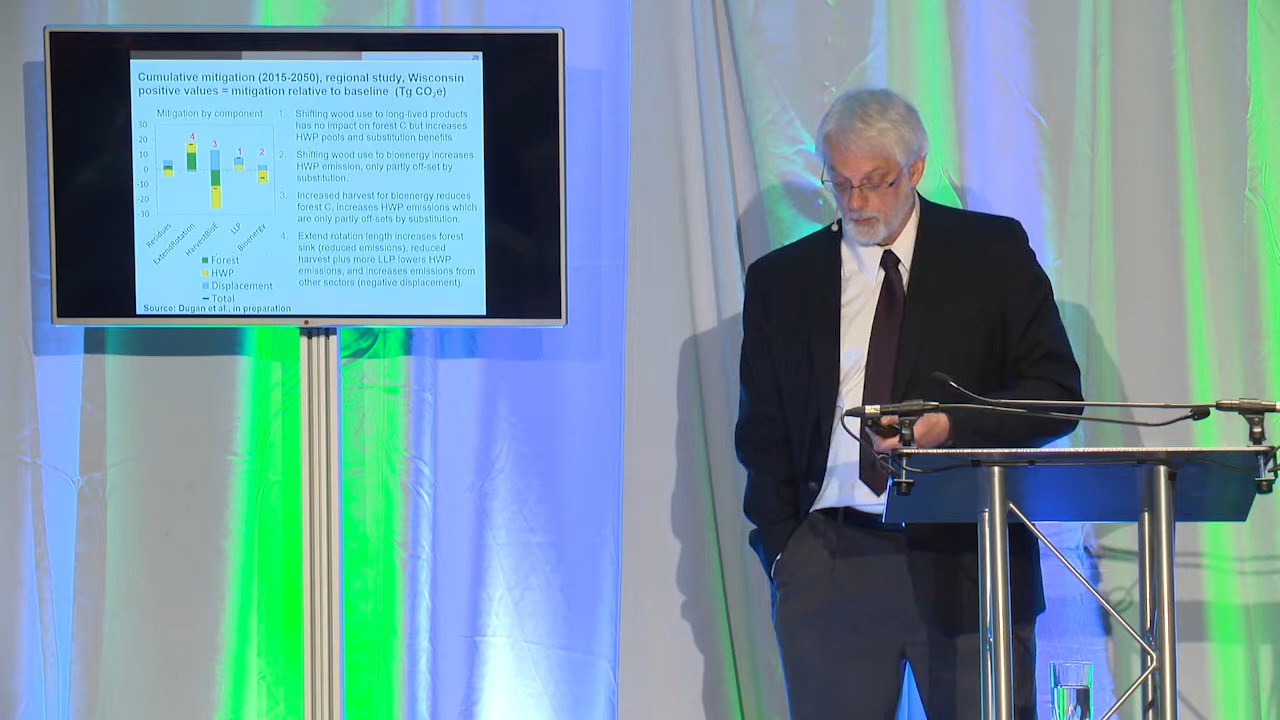 28
Cumulative mitigation (2015-2050), regional study, Wisconsin
positive values = mitigation relative to baseline (Tg CO2e)
Mitigation by component
30
20
10
0
-10
-20
-30
4
3
1
2
Residues
ExtendRotation
HarvestBioE
LLP
Bioenergy
Forest
HWP
Displacement
Total
1. Shifting wood use to long-lived products
has no impact on forest C but increases
HWP pools and substitution benefits
2. Shifting wood use to bioenergy increases
HWP emission, only partly off-set by
substitution.
3. Increased harvest for bioenergy reduces
forest C, increases HWP emissions which
are only partly off-sets by substitution.
4. Extend rotation length increases forest
sink (reduced emissions), reduced
harvest plus more LLP lowers HWP
emissions, and increases emissions from
other sectors (negative displacement).
Source: Dugan et al., in preparation